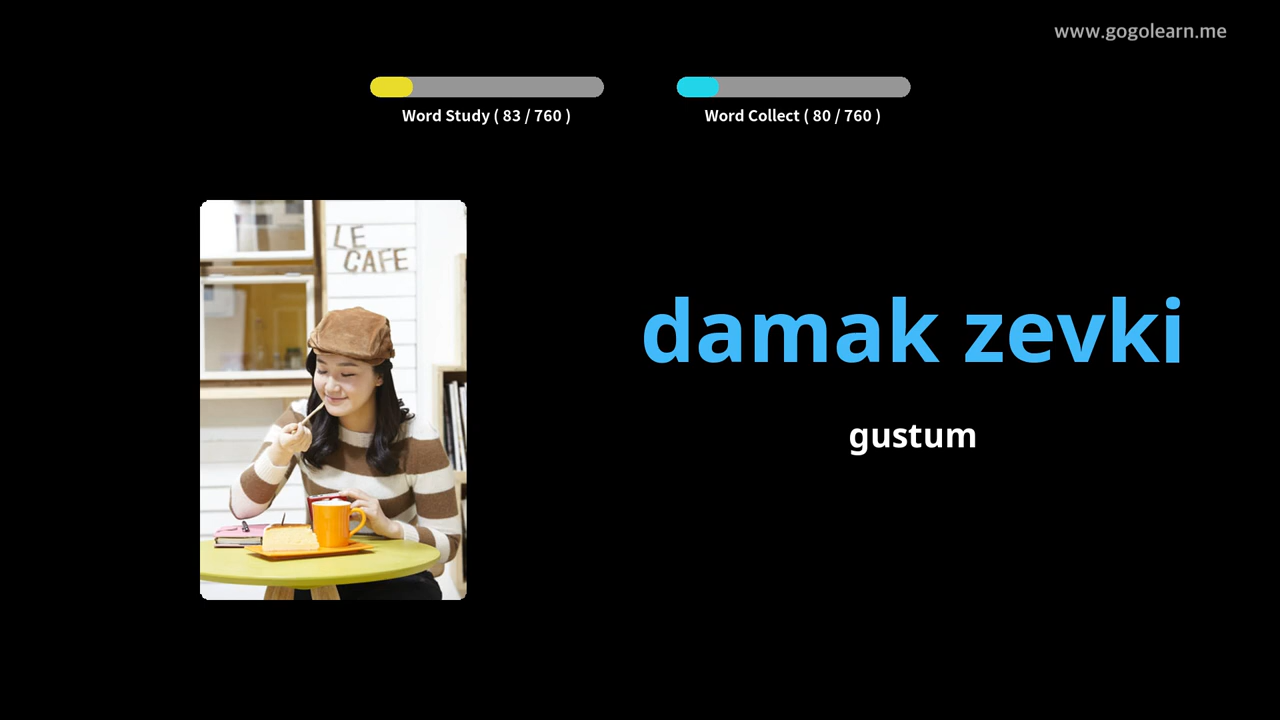 www.gogolearn.me
Word Study ( 83 / 760 )
Word Collect ( 80 / 760 )
LE
CAFE
damak zevki
gustum